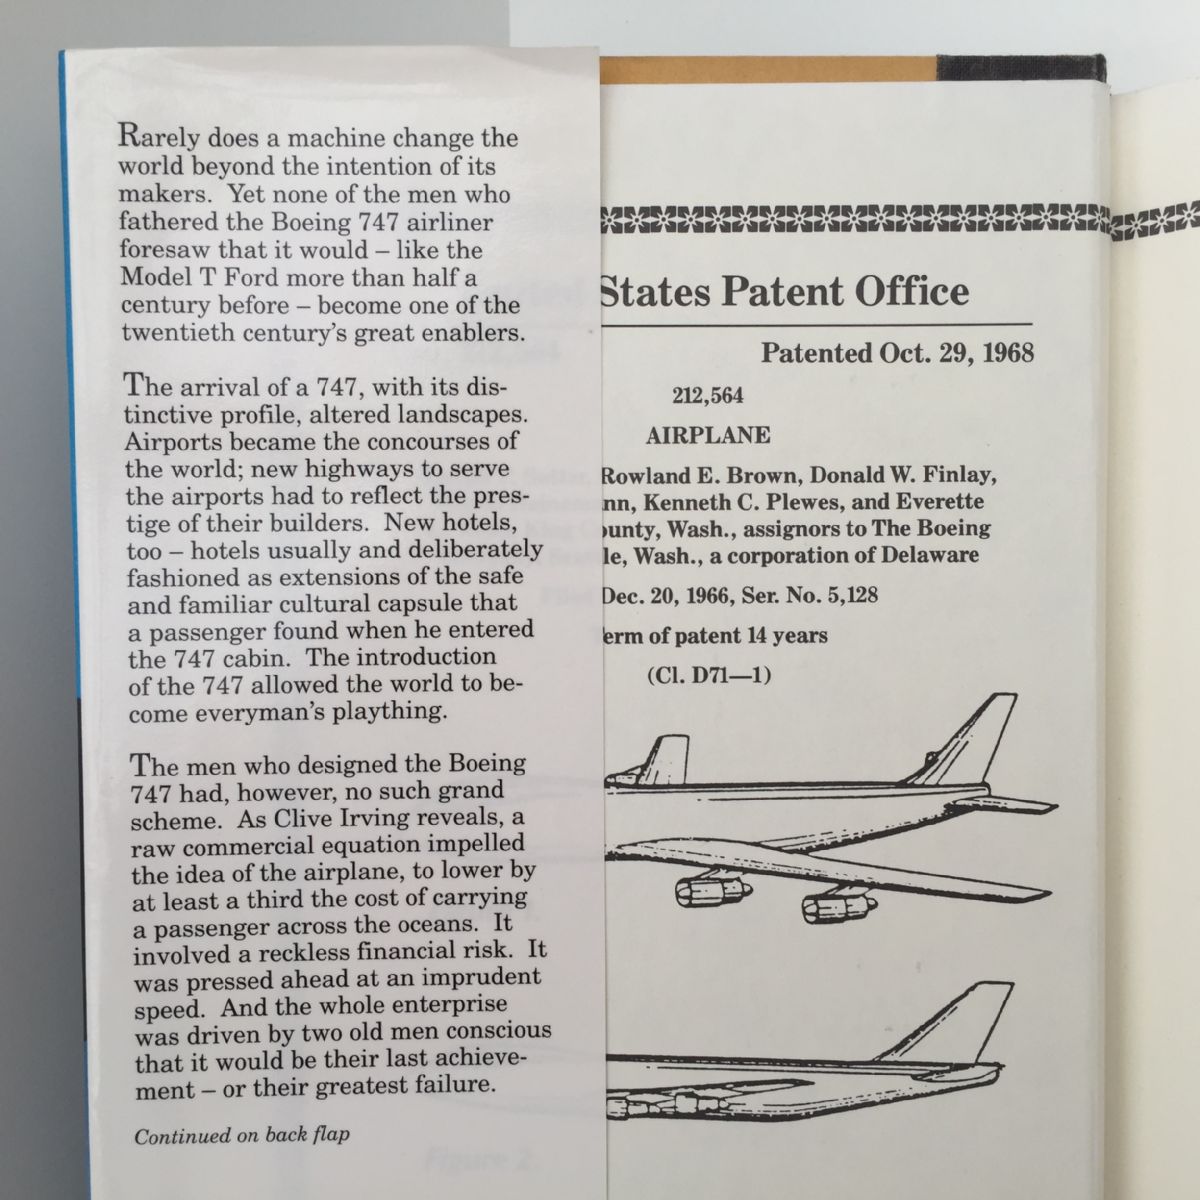 Rarely does a machine change the
world beyond the intention of its
makers. Yet none of the men who
fathered the Boeing 747 airliner
foresaw that it would – like the
Model T Ford more than half a
century before – become one of the
twentieth century's great enablers.
The arrival of a 747, with its dis-
tinctive profile, altered landscapes.
Airports became the concourses of
the world; new highways to serve
the airports had to reflect the pres-
tige of their builders. New hotels,
too – hotels usually and deliberately
fashioned as extensions of the safe
and familiar cultural capsule that
a passenger found when he entered
the 747 cabin. The introduction
of the 747 allowed the world to be-
come everyman's plaything.
The men who designed the Boeing
747 had, however, no such grand
scheme. As Clive Irving reveals, a
raw commercial equation impelled
the idea of the airplane, to lower by
at least a third the cost of carrying
a passenger across the oceans. It
involved a reckless financial risk. It
was pressed ahead at an imprudent
speed. And the whole enterprise
was driven by two old men conscious
that it would be their last achieve-
ment – or their greatest failure.
Continued on back flap
States Patent Office
Patented Oct. 29, 1968
212,564
AIRPLANE
Rowland E. Brown, Donald W. Finlay,
nn, Kenneth C. Plewes, and Everette
ounty, Wash., assignors to The Boeing
le, Wash., a corporation of Delaware
Dec. 20, 1966, Ser. No. 5,128
erm of patent 14 years
(Cl. D71—1)